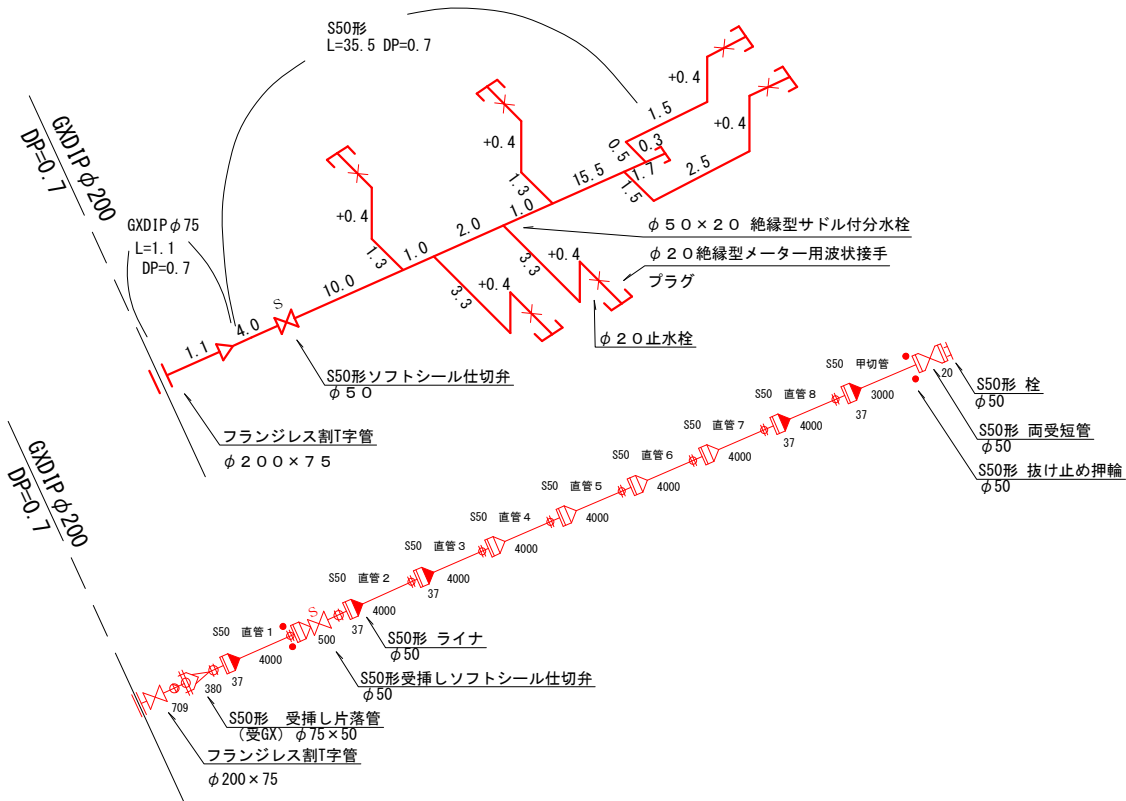 S50形
L=35.5 DP=0.7
GXDIPφ200
DP=0.7
GXDIPφ75
L=1.1
DP=0.7
1.1
4.0
S
10.0
1.3
+0.4
1.0
3.3
+0.4
2.0
1.0
1.3
+0.4
3.3
+0.4
15.5
0.5
0.3
1.7
1.5
+0.4
1.5
2.5
+0.4
φ50×20 絶縁型サドル付分水栓
φ20絶縁型メーター用波状接手
プラグ
φ20止水栓
S50形ソフトシール仕切弁
φ50
フランジレス割T字管
φ200×75
GXDIPφ200
DP=0.7
709
380
37
S50 直管1
4000
S
500
37
S50 直管2
4000
37
S50 直管3
4000
S50 直管4
4000
S50 直管5
4000
S50 直管6
4000
S50 直管7
4000
37
S50 直管8
4000
37
S50 甲切管
3000
20
S50形 栓
φ50
S50形 両受短管
φ50
S50形 抜け止め押輪
φ50
S50形 ライナ
φ50
S50形受挿しソフトシール仕切弁
φ50
S50形 受挿し片落管
(受GX) φ75×50
フランジレス割T字管
φ200×75